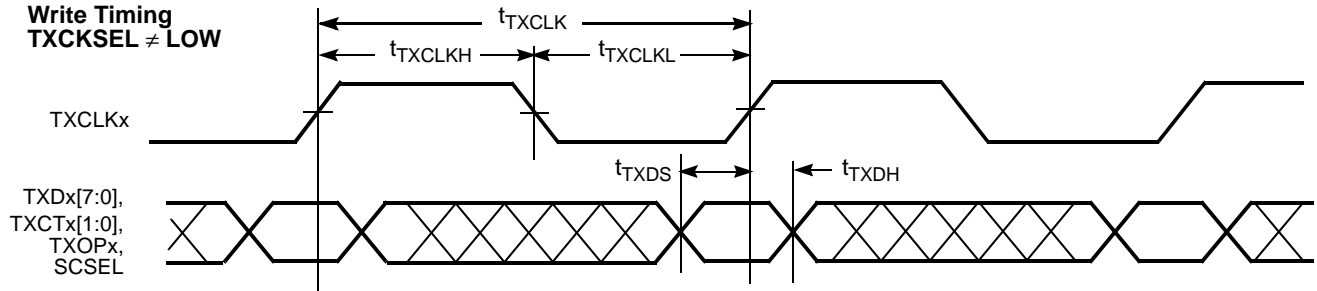 Write Timing
TXCKSEL ≠ LOW
tTXCLK
tTXCLKH
tTXCLKL
TXCLKx
tTXDS
tTXDH
TXDx[7:0],
TXCTx[1:0],
TXOPx,
SCSEL